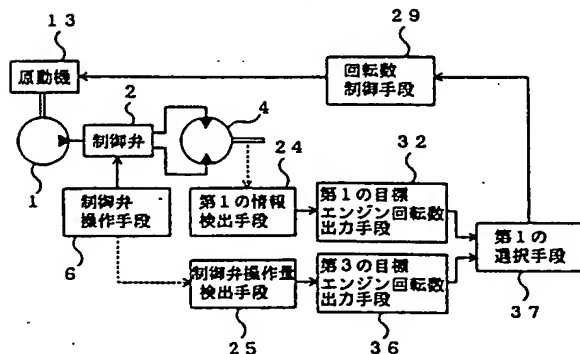 13
原動機
2
制御弁
4
1
制御弁
操作手段
6
24
第1の情報
検出手段
制御弁操作量
検出手段
25
29
回転数
制御手段
32
第1の目標
エンジン回転数
出力手段
第3の目標
エンジン回転数
出力手段
36
第1の
選択手段
37